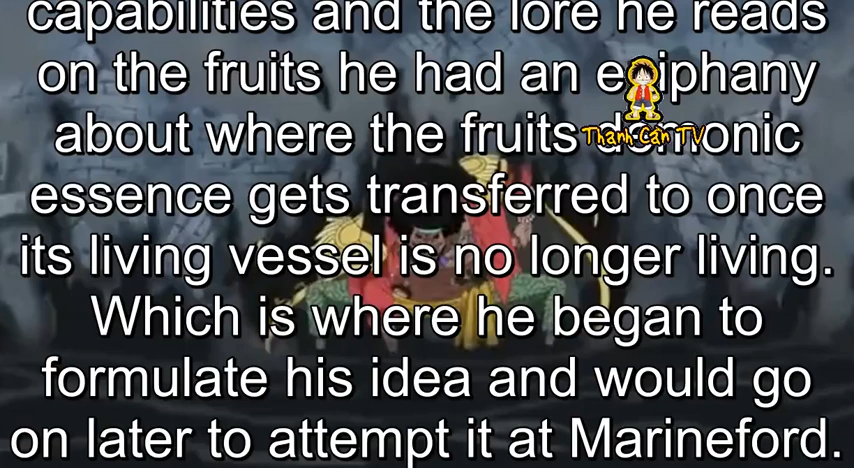 capabilities and the lore he reads
on the fruits he had an epiphany
about where the fruits demonic
Thanh Cần TV
essence gets transferred to once
its living vessel is no longer living.
Which is where he began to
formulate his idea and would go
on later to attempt it at Marineford.